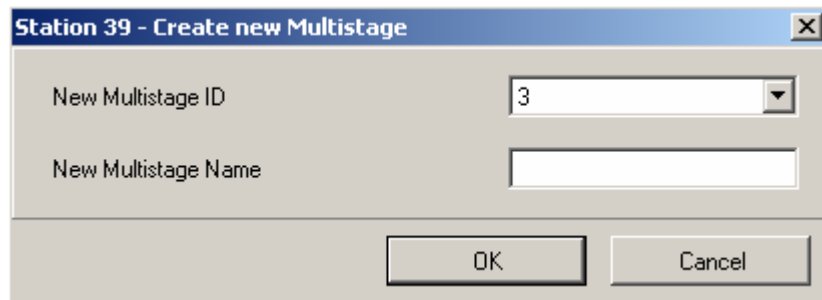 Station 39 - Create new Multistage
New Multistage ID 3
New Multistage Name
OK Cancel